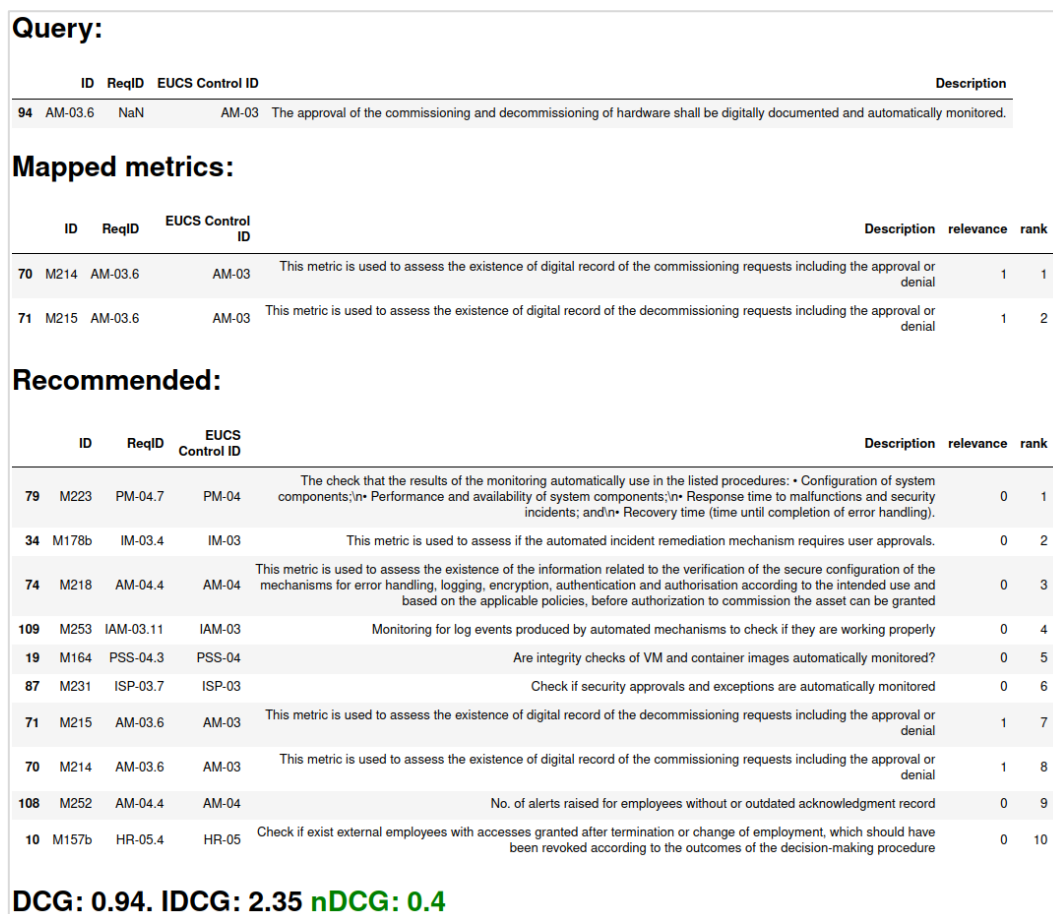 Query:
ID ReqID EUCS Control ID Description
94 AM-03.6 NaN AM-03 The approval of the commissioning and decommissioning of hardware shall be digitally documented and automatically monitored.
Mapped metrics:
ID ReqID EUCS Control ID Description relevance rank
70 M214 AM-03.6 AM-03 This metric is used to assess the existence of digital record of the commissioning requests including the approval or
denial 1 1
71 M215 AM-03.6 AM-03 This metric is used to assess the existence of digital record of the decommissioning requests including the approval or
denial 1 2
Recommended:
ID ReqID EUCS
Control ID Description relevance rank
79 M223 PM-04.7 PM-04 The check that the results of the monitoring automatically use in the listed procedures: • Configuration of system
components;\n• Performance and availability of system components;\n• Response time to malfunctions and security
incidents; and\n• Recovery time (time until completion of error handling). 0 1
34 M178b IM-03.4 IM-03 This metric is used to assess if the automated incident remediation mechanism requires user approvals. 0 2
74 M218 AM-04.4 AM-04 This metric is used to assess the existence of the information related to the verification of the secure configuration of the
mechanisms for error handling, logging, encryption, authentication and authorisation according to the intended use and
based on the applicable policies, before authorization to commission the asset can be granted 0 3
109 M253 IAM-03.11 IAM-03 Monitoring for log events produced by automated mechanisms to check if they are working properly 0 4
19 M164 PSS-04.3 PSS-04 Are integrity checks of VM and container images automatically monitored? 0 5
87 M231 ISP-03.7 ISP-03 Check if security approvals and exceptions are automatically monitored 0 6
71 M215 AM-03.6 AM-03 This metric is used to assess the existence of digital record of the decommissioning requests including the approval or
denial 1 7
70 M214 AM-03.6 AM-03 This metric is used to assess the existence of digital record of the commissioning requests including the approval or
denial 1 8
108 M252 AM-04.4 AM-04 No. of alerts raised for employees without or outdated acknowledgment record 0 9
10 M157b HR-05.4 HR-05 Check if exist external employees with accesses granted after termination or change of employment, which should have
been revoked according to the outcomes of the decision-making procedure 0 10
DCG: 0.94. IDCG: 2.35 nDCG: 0.4